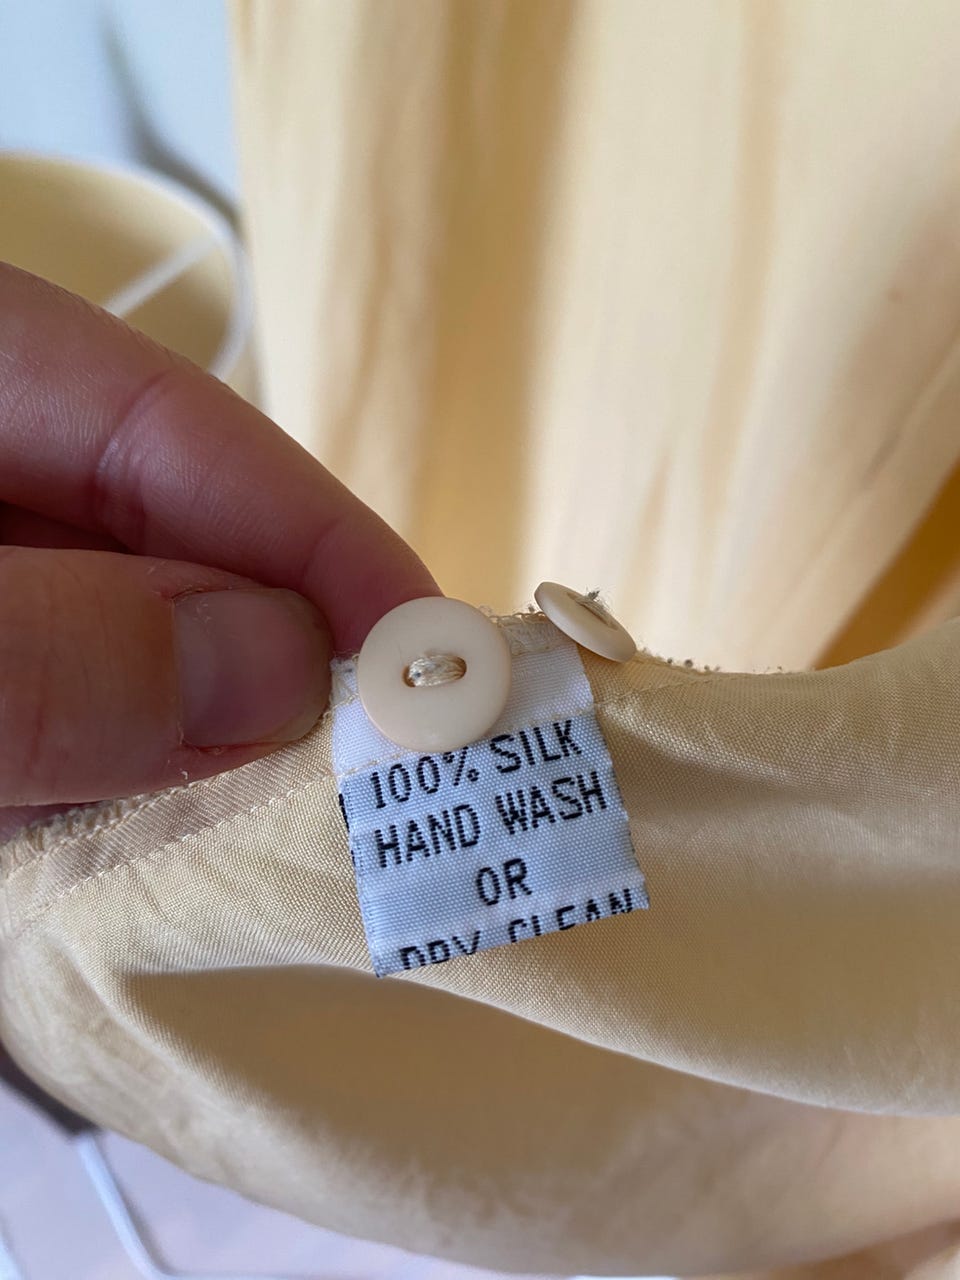 100% SILK
HAND WASH
OR
DRY CLEAN